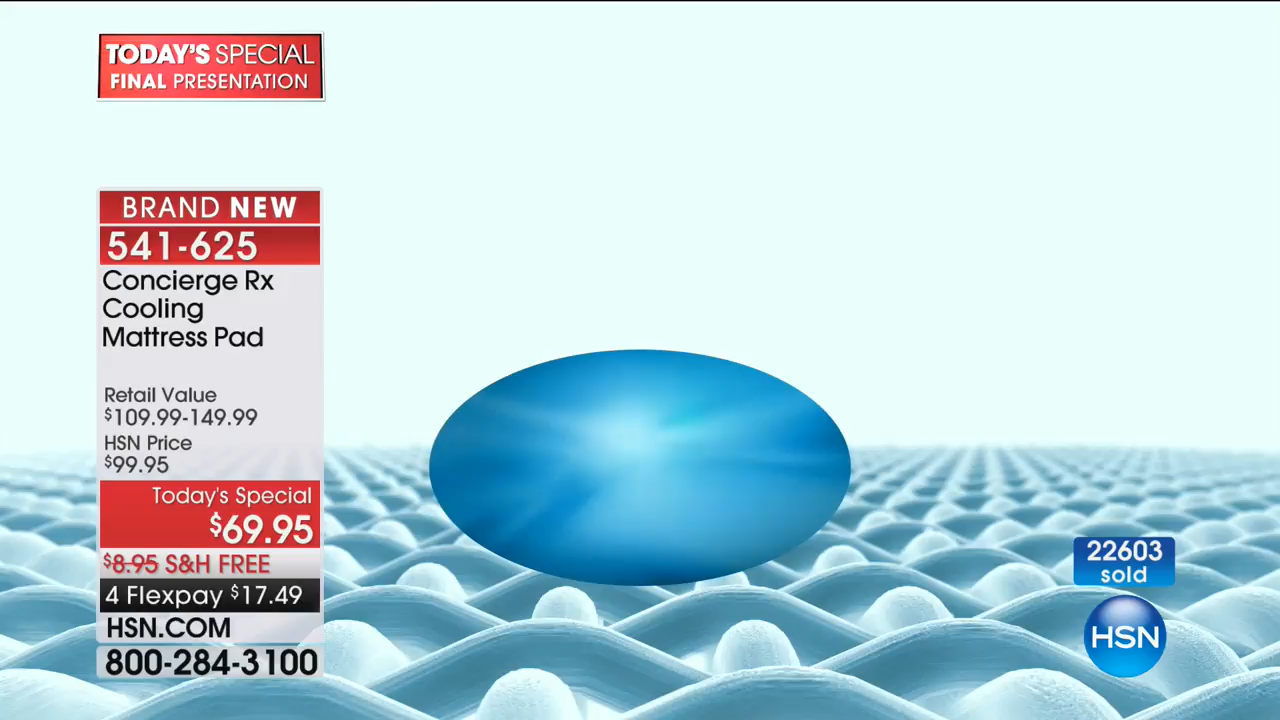 TODAY'S SPECIAL
FINAL PRESENTATION
BRAND NEW
541-625
Concierge Rx
Cooling
Mattress Pad
Retail Value
$109.99-149.99
HSN Price
$99.95
Today's Special
$69.95
$8.95 S&H FREE
4 Flexpay $17.49
HSN.COM
800-284-3100
22603
sold
HSN